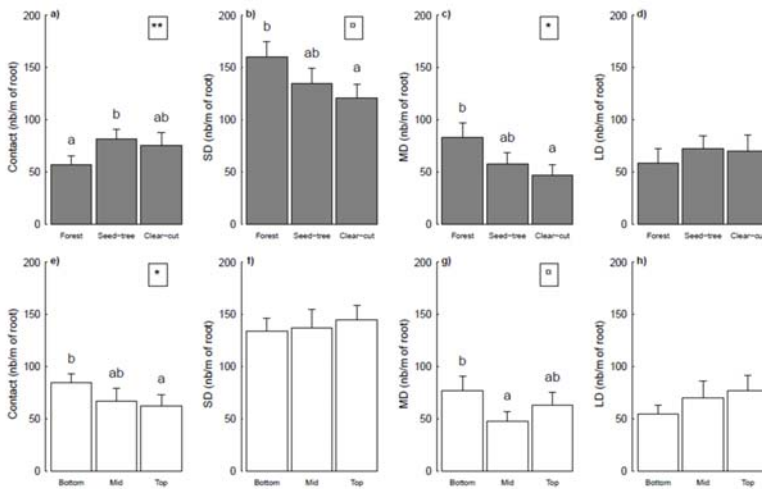 a)
**
Contact (nb/m of root)
200
150
100
50
0
a
b
ab
Forest
Seed-tree
Clear-cut
b)
¤
SD (nb/m of root)
200
150
100
50
0
b
ab
a
Forest
Seed-tree
Clear-cut
c)
*
MD (nb/m of root)
200
150
100
50
0
b
ab
a
Forest
Seed-tree
Clear-cut
d)
LD (nb/m of root)
200
150
100
50
0
Forest
Seed-tree
Clear-cut
e)
*
Contact (nb/m of root)
200
150
100
50
0
b
ab
a
Bottom
Mid
Top
f)
SD (nb/m of root)
200
150
100
50
0
Bottom
Mid
Top
g)
¤
MD (nb/m of root)
200
150
100
50
0
b
a
ab
Bottom
Mid
Top
h)
LD (nb/m of root)
200
150
100
50
0
Bottom
Mid
Top